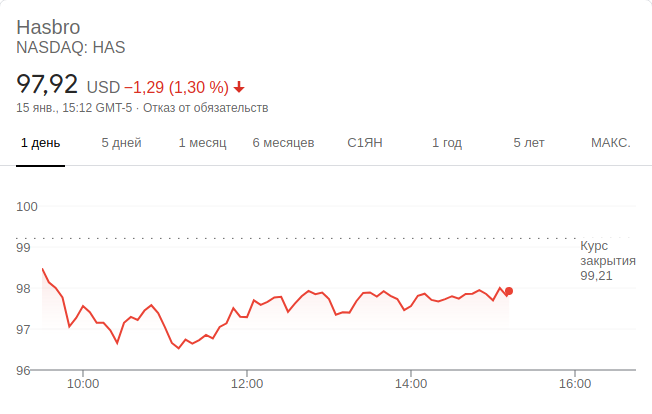 Hasbro
NASDAQ: HAS
97,92 USD −1,29 (1,30 %)
15 янв., 15:12 GMT-5 · Отказ от обязательств
1 день 5 дней 1 месяц 6 месяцев С1ЯН 1 год 5 лет МАКС.
100
99
98
97
96
Курс
закрытия
99,21
10:00 12:00 14:00 16:00